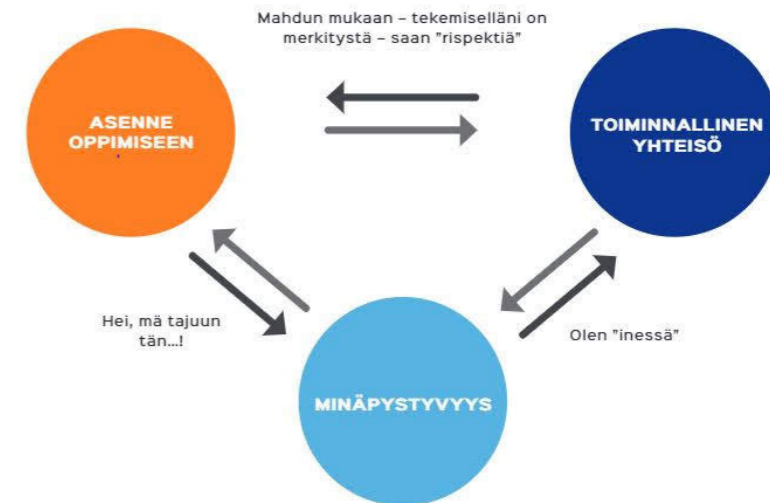 Mahdun mukaan – tekemiselläni on
merkitystä – saan ”rispektiä”
ASENNE
OPPIMISEEN
TOIMINNALLINEN
YHTEISÖ
Hei, mä tajuun
tän...!
Olen ”inessä”
MINÄPYSTYVYYS